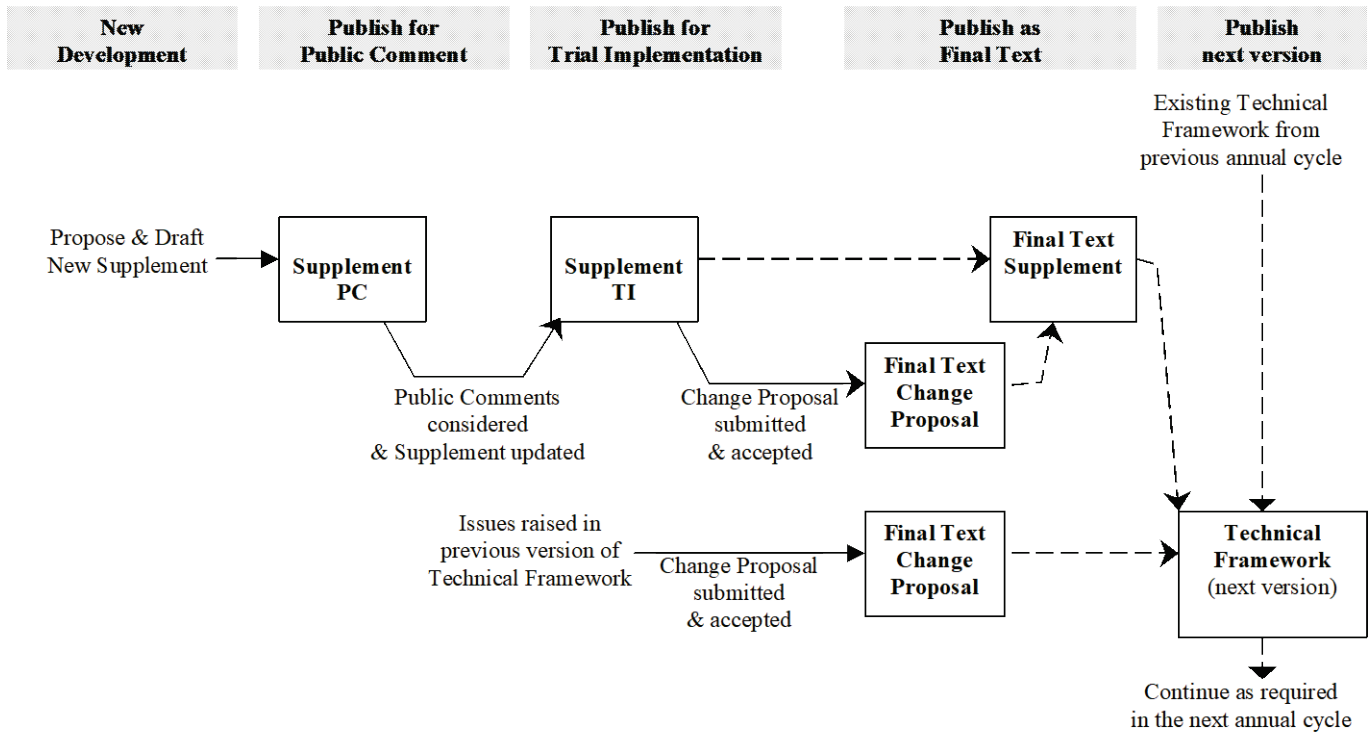 New
Development
Publish for
Public Comment
Publish for
Trial Implementation
Publish as
Final Text
Publish
next version
Existing Technical
Framework from
previous annual cycle
Propose & Draft
New Supplement
Supplement
PC
Supplement
TI
Final Text
Supplement
Public Comments
considered
& Supplement updated
Change Proposal
submitted
& accepted
Final Text
Change
Proposal
Issues raised in
previous version of
Technical Framework
Change Proposal
submitted
& accepted
Final Text
Change
Proposal
Technical
Framework
(next version)
Continue as required
in the next annual cycle